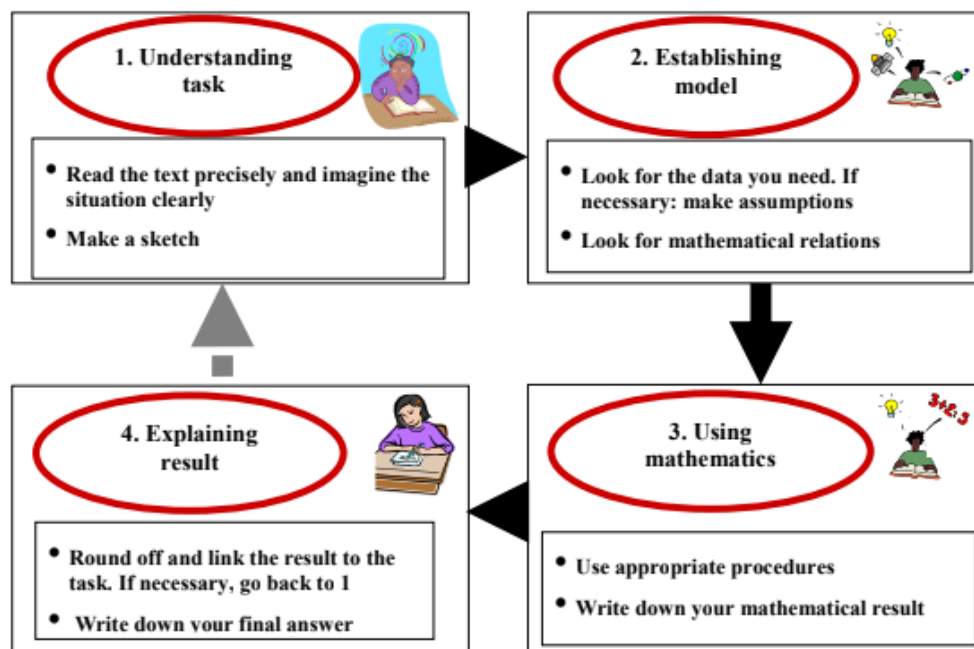 1. Understanding
task
• Read the text precisely and imagine the
situation clearly
• Make a sketch
2. Establishing
model
• Look for the data you need. If
necessary: make assumptions
• Look for mathematical relations
3. Using
mathematics
3+2=5
• Use appropriate procedures
• Write down your mathematical result
4. Explaining
result
• Round off and link the result to the
task. If necessary, go back to 1
• Write down your final answer